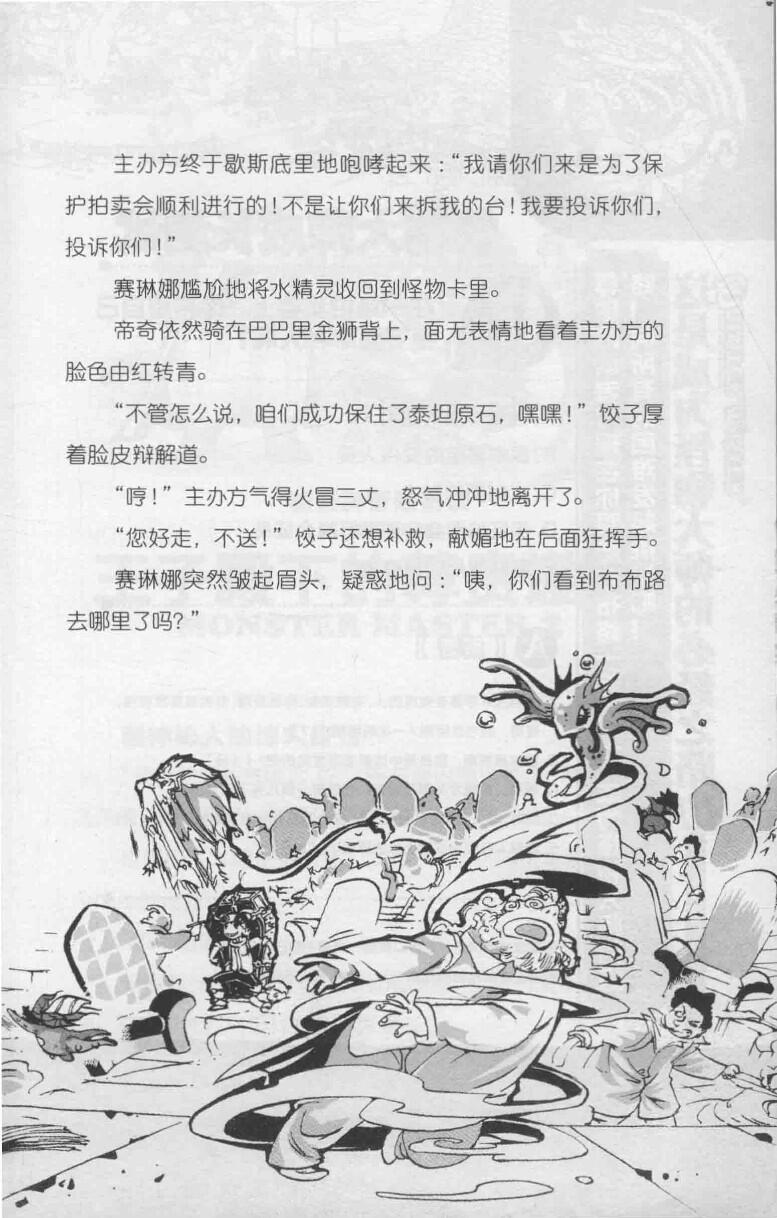 主办方终于歇斯底里地咆哮起来：“我请你们来是为了保
护拍卖会顺利进行的！不是让你们来拆我的台！我要投诉你们，
投诉你们！”
赛琳娜尴尬地将水精灵收回到怪物卡里。
帝奇依然骑在巴巴里金狮背上，面无表情地看着主办方的
脸色由红转青。
“不管怎么说，咱们成功保住了泰坦原石，嘿嘿！”饺子厚
着脸皮辩解道。
“哼！”主办方气得火冒三丈，怒气冲冲地离开了。
“您好走，不送！”饺子还想补救，献媚地在后面狂挥手。
赛琳娜突然皱起眉头，疑惑地问：“咦，你们看到布布路
去哪里了吗？”